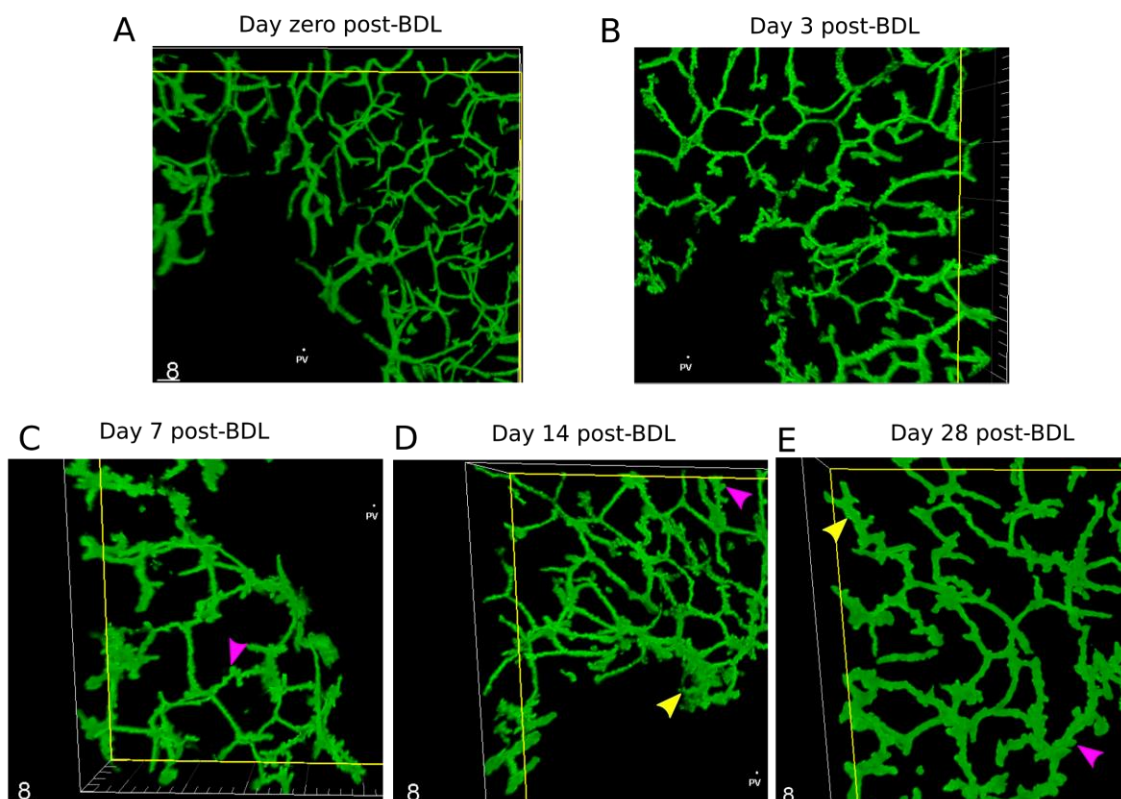 A
Day zero post-BDL
B
Day 3 post-BDL
PV
8
PV
C
Day 7 post-BDL
D
Day 14 post-BDL
E
Day 28 post-BDL
PV
8
PV
8
8